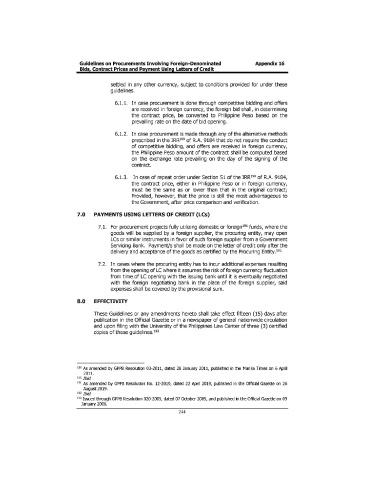 Guidelines on Procurements Involving Foreign-Denominated Appendix 16
Bids, Contract Prices and Payment Using Letters of Credit
settled in any other currency, subject to conditions provided for under these
guidelines.
6.1.1. In case procurement is done through competitive bidding and offers
are received in foreign currency, the foreign bid shall, in determining
the contract price, be converted to Philippine Peso based on the
prevailing rate on the date of bid opening.
6.1.2. In case procurement is made through any of the alternative methods
prescribed in the IRR of R.A. 9184 that do not require the conduct
of competitive bidding, and offers are received in foreign currency,
the Philippine Peso amount of the contract shall be computed based
on the exchange rate prevailing on the day of the signing of the
contract.
6.1.3. In case of repeat order under Section 51 of the IRR of R.A. 9184,
the contract price, either in Philippine Peso or in foreign currency,
must be the same as or lower than that in the original contract;
Provided, however, that the price is still the most advantageous to
the Government, after price comparison and verification.
7.0 PAYMENTS USING LETTERS OF CREDIT (LCs)
7.1. For procurement projects fully utilizing domestic or foreign funds, where the
goods will be supplied by a foreign supplier, the procuring entity, may open
LCs or similar instruments in favor of such foreign supplier from a Government
Servicing Bank. Payment/s shall be made on the letter of credit only after the
delivery and acceptance of the goods as certified by the Procuring Entity.
7.2. In cases where the procuring entity has to incur additional expenses resulting
from the opening of LC where it assumes the risk of foreign currency fluctuation
from time of LC opening with the issuing bank until it is eventually negotiated
with the foreign negotiating bank in the place of the foreign supplier, said
expenses shall be covered by the provisional sum.
8.0 EFFECTIVITY
These Guidelines or any amendments hereto shall take effect fifteen (15) days after
publication in the Official Gazette or in a newspaper of general nationwide circulation
and upon filing with the University of the Philippines Law Center of three (3) certified
copies of these guidelines.
As amended by GPPB Resolution 03-2011, dated 28 January 2011, published in the Manila Times on 6 April
2011.
Ibid
As amended by GPPB Resolution No. 12-2019, dated 22 April 2019, published in the Official Gazette on 26
August 2019.
Ibid
Issued through GPPB Resolution 020-2005, dated 07 October 2005, and published in the Official Gazette on 09
January 2006.
244